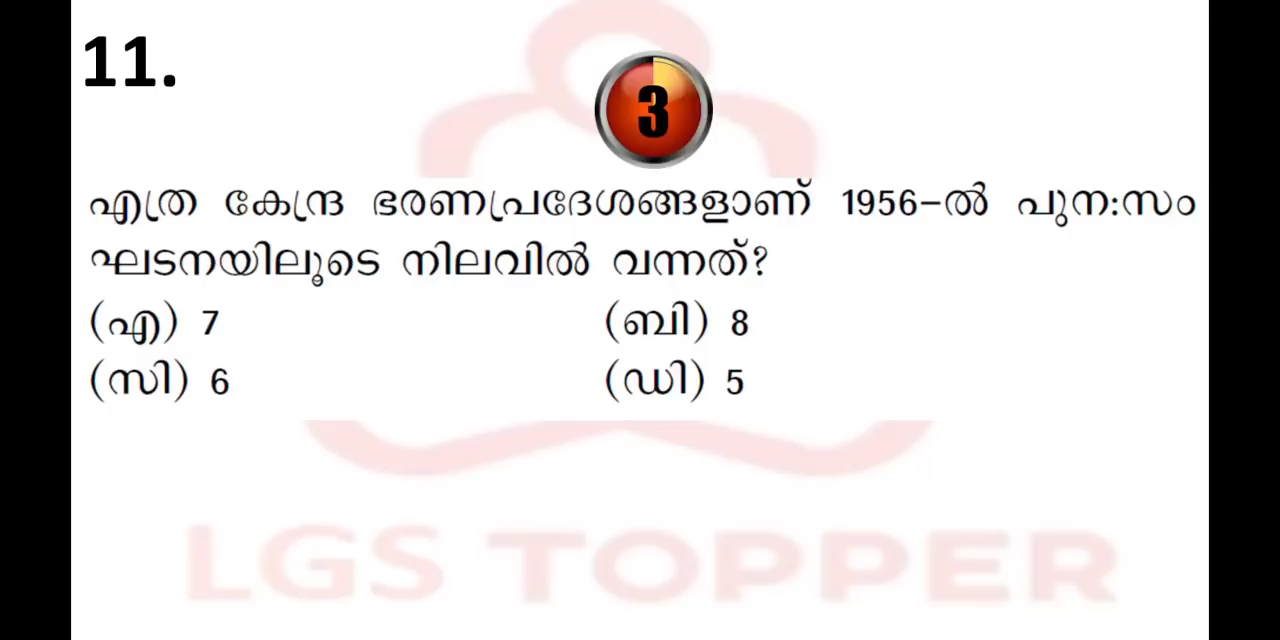 11.
3
എത്ര കേന്ദ്ര ഭരണപ്രദേശങ്ങളാണ് 1956-ൽ പുന:സം
ഘടനയിലൂടെ നിലവിൽ വന്നത്?
(എ) 7 (ബി) 8
(സി) 6 (ഡി) 5
LGS TOPPER